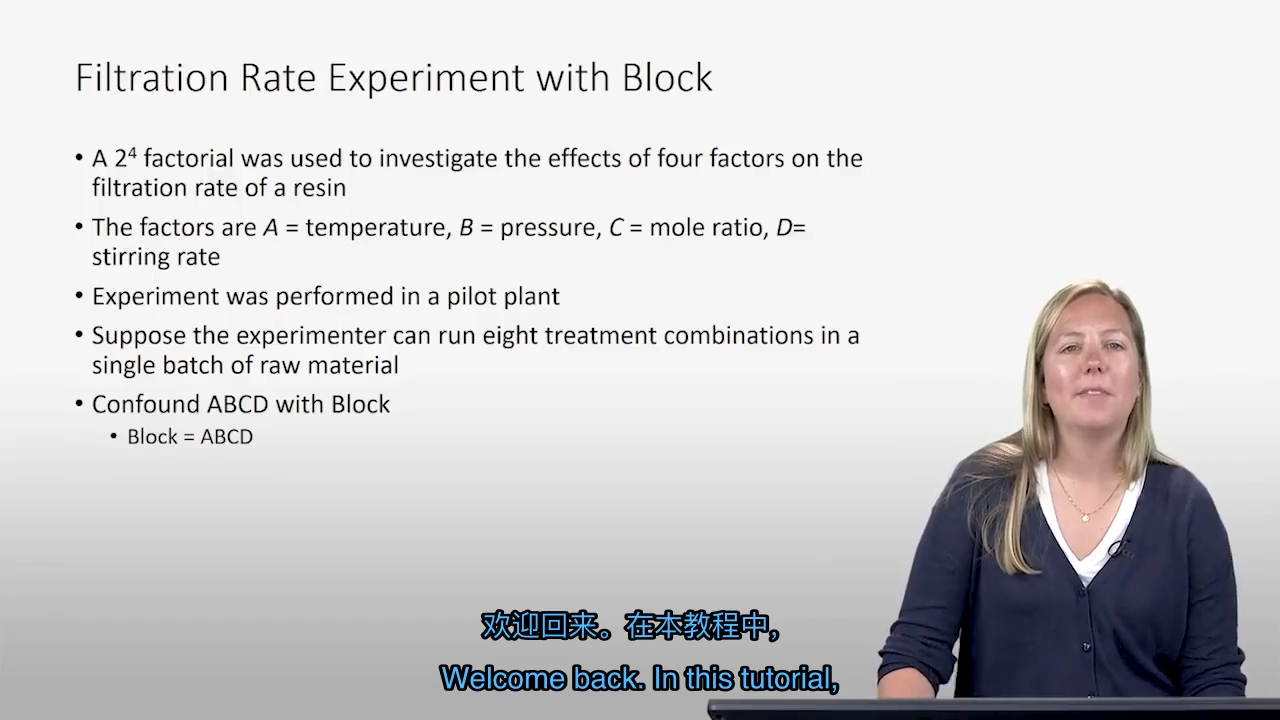 Filtration Rate Experiment with Block
• A 2⁴ factorial was used to investigate the effects of four factors on the
filtration rate of a resin
• The factors are A = temperature, B = pressure, C = mole ratio, D=
stirring rate
• Experiment was performed in a pilot plant
• Suppose the experimenter can run eight treatment combinations in a
single batch of raw material
• Confound ABCD with Block
• Block = ABCD
欢迎回来。在本教程中，
Welcome back. In this tutorial,